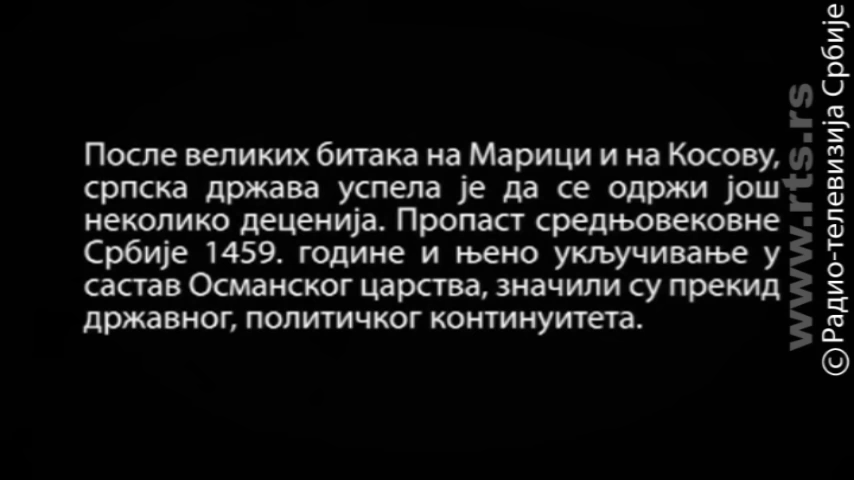 После великих битака на Марици и на Косову,
српска држава успела је да се одржи још
неколико деценија. Пропаст средњовековне
Србије 1459. године и њено укључивање у
састав Османског царства, значили су прекид
државног, политичког континуитета.
www.rts.rs
©Радио-телевизија Србије